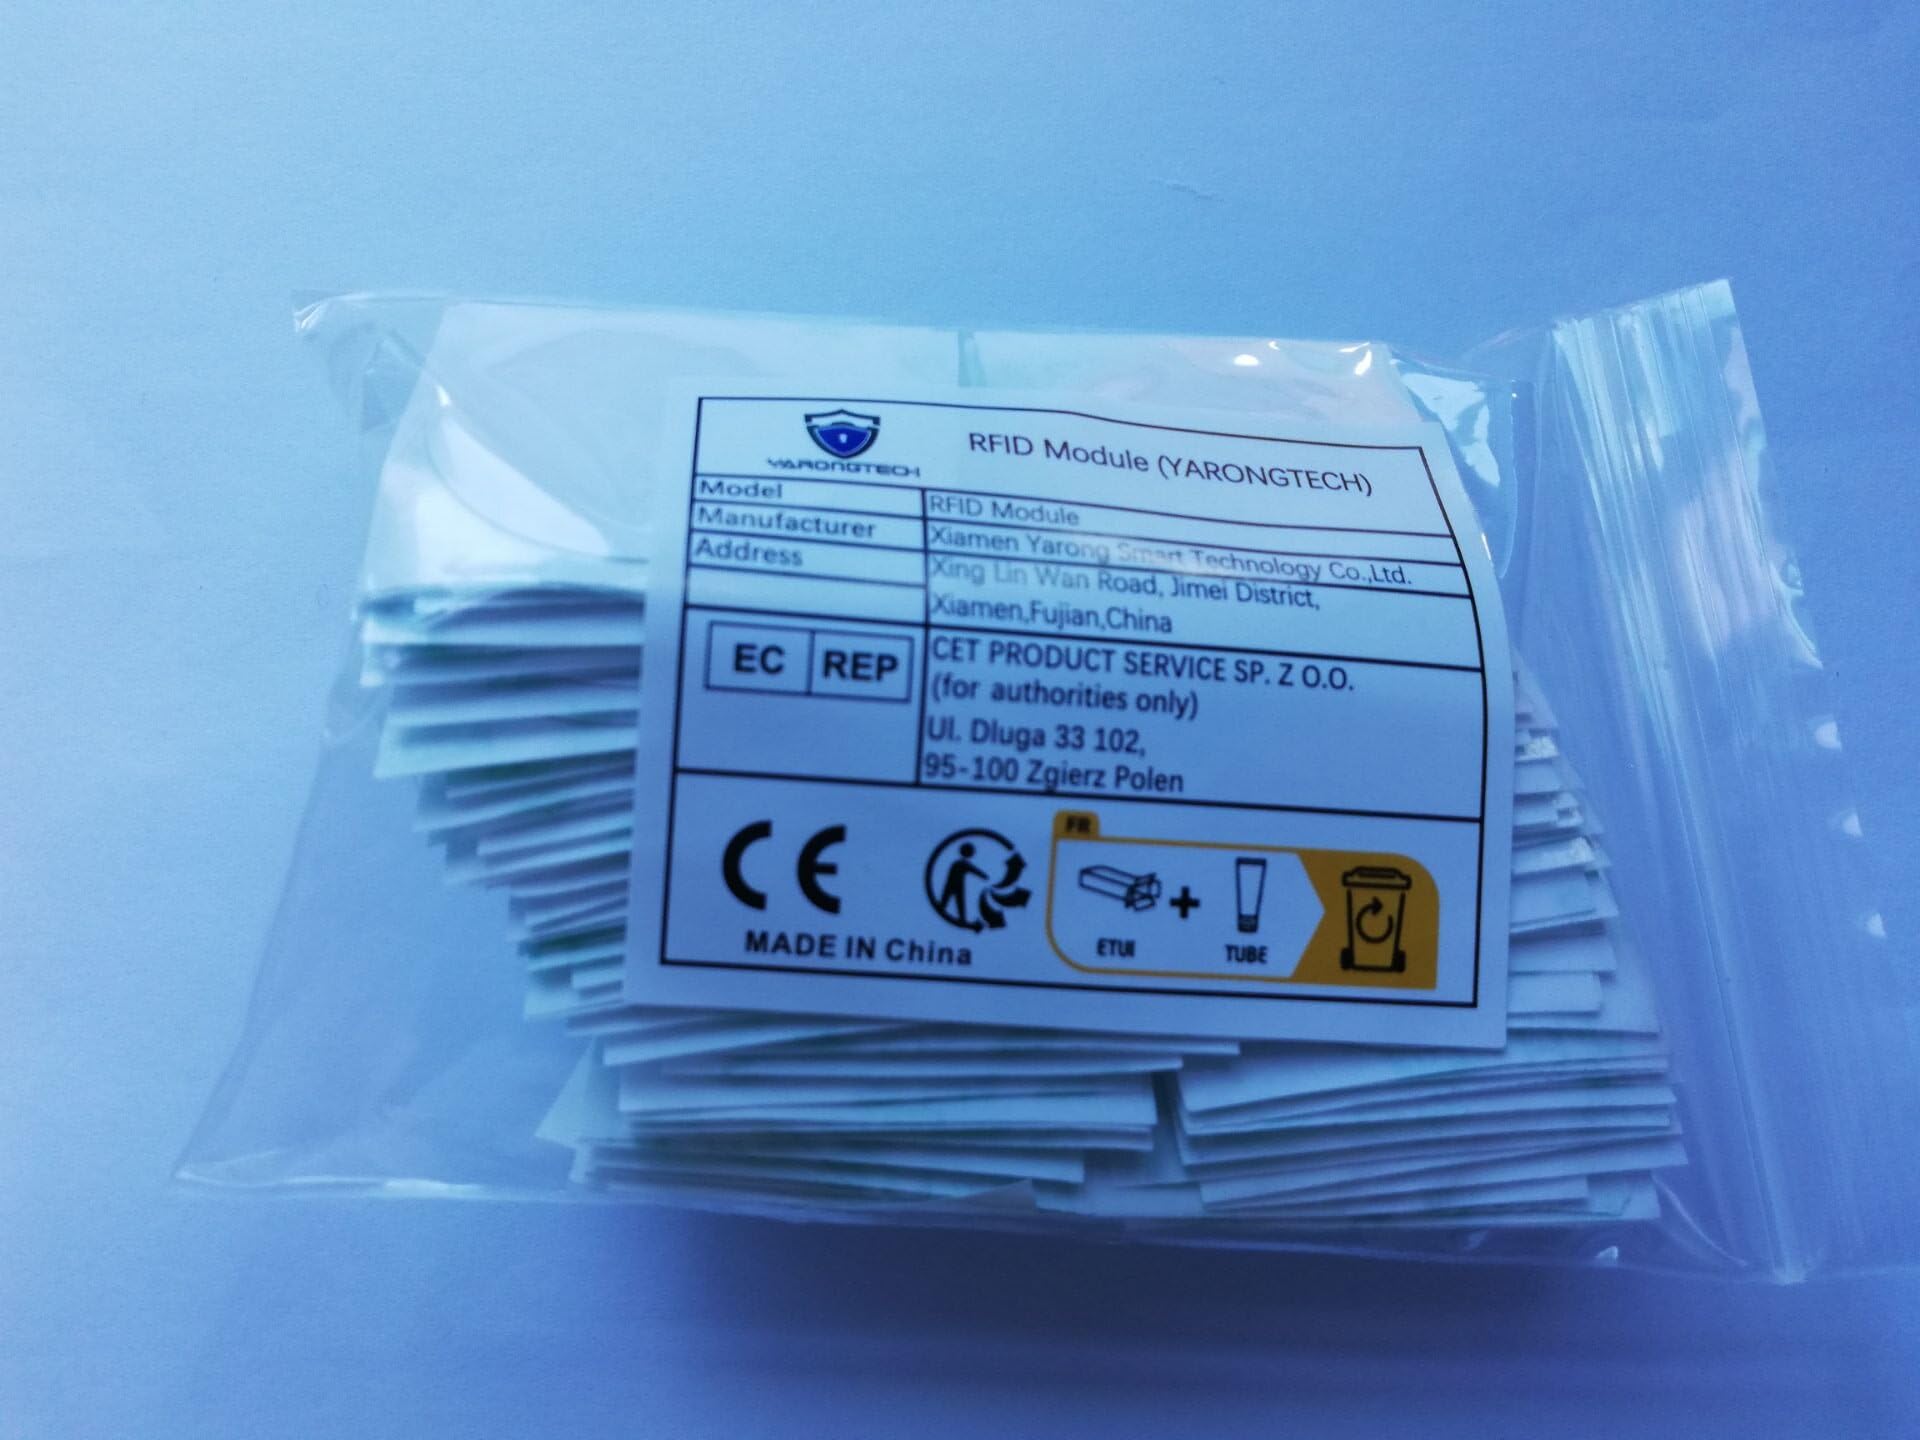 YARONGTECH
RFID Module (YARONGTECH)
Model
RFID Module
Manufacturer
Xiamen Yarong Smart Technology Co.,Ltd.
Address
Xing Lin Wan Road, Jimei District,
Xiamen,Fujian,China
EC REP
CET PRODUCT SERVICE SP. Z O.O.
(for authorities only)
Ul. Dluga 33 102,
95-100 Zgierz Polen
CE
MADE IN China
FR
ETUI
+
TUBE